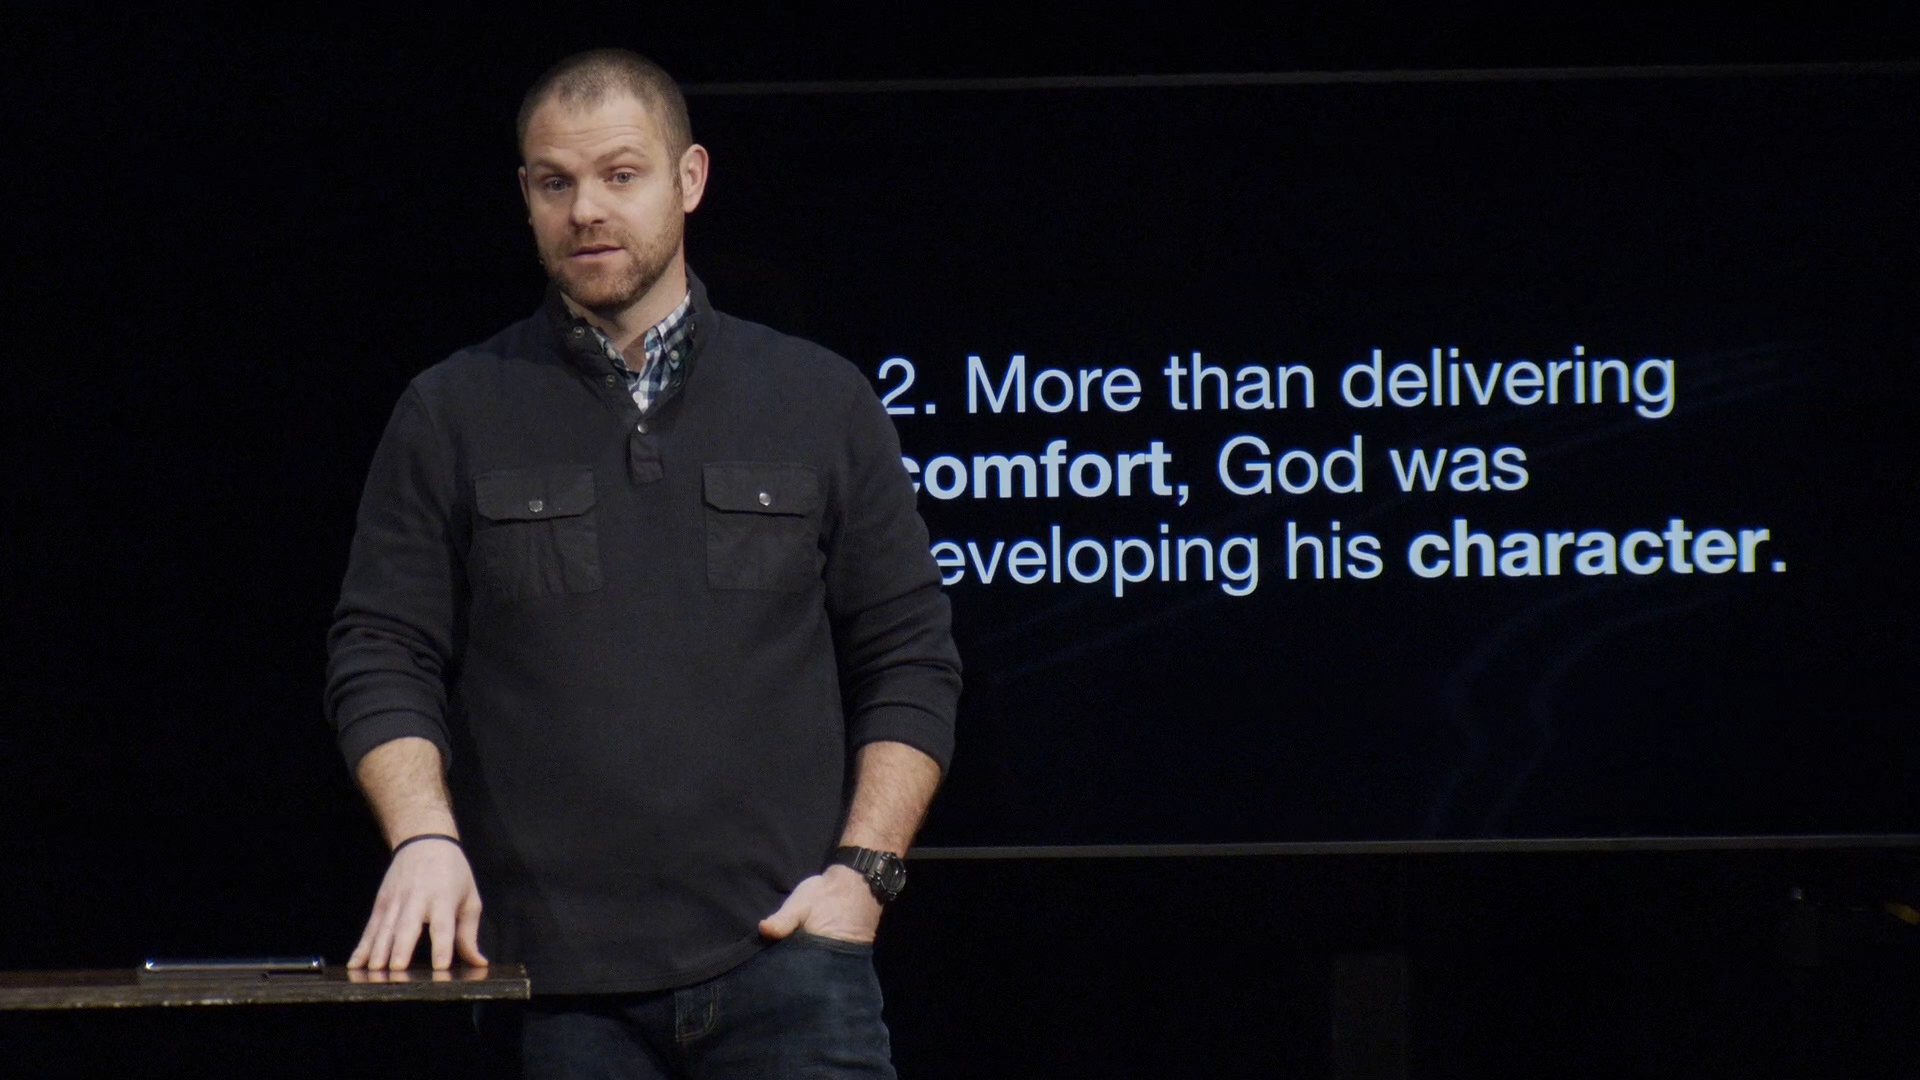 2. More than delivering
comfort, God was
eveloping his character.